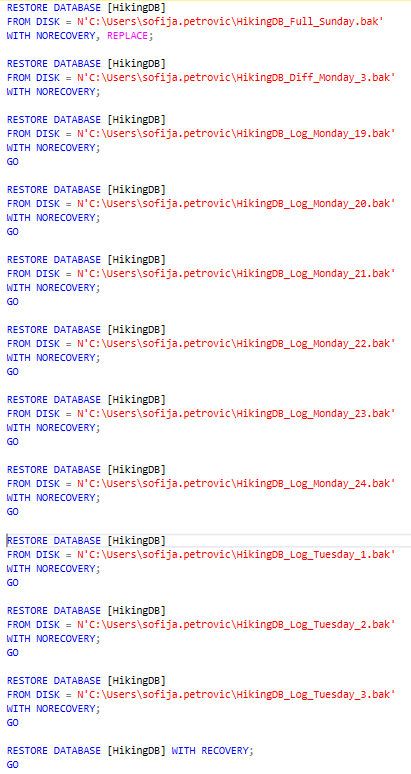 RESTORE DATABASE [HikingDB]
FROM DISK = N'C:\Users\sofija.petrovic\HikingDB_Full_Sunday.bak'
WITH NORECOVERY, REPLACE;
RESTORE DATABASE [HikingDB]
FROM DISK = N'C:\Users\sofija.petrovic\HikingDB_Diff_Monday_3.bak'
WITH NORECOVERY;
RESTORE DATABASE [HikingDB]
FROM DISK = N'C:\Users\sofija.petrovic\HikingDB_Log_Monday_19.bak'
WITH NORECOVERY;
GO
RESTORE DATABASE [HikingDB]
FROM DISK = N'C:\Users\sofija.petrovic\HikingDB_Log_Monday_20.bak'
WITH NORECOVERY;
GO
RESTORE DATABASE [HikingDB]
FROM DISK = N'C:\Users\sofija.petrovic\HikingDB_Log_Monday_21.bak'
WITH NORECOVERY;
GO
RESTORE DATABASE [HikingDB]
FROM DISK = N'C:\Users\sofija.petrovic\HikingDB_Log_Monday_22.bak'
WITH NORECOVERY;
GO
RESTORE DATABASE [HikingDB]
FROM DISK = N'C:\Users\sofija.petrovic\HikingDB_Log_Monday_23.bak'
WITH NORECOVERY;
GO
RESTORE DATABASE [HikingDB]
FROM DISK = N'C:\Users\sofija.petrovic\HikingDB_Log_Monday_24.bak'
WITH NORECOVERY;
GO
RESTORE DATABASE [HikingDB]
FROM DISK = N'C:\Users\sofija.petrovic\HikingDB_Log_Tuesday_1.bak'
WITH NORECOVERY;
GO
RESTORE DATABASE [HikingDB]
FROM DISK = N'C:\Users\sofija.petrovic\HikingDB_Log_Tuesday_2.bak'
WITH NORECOVERY;
GO
RESTORE DATABASE [HikingDB]
FROM DISK = N'C:\Users\sofija.petrovic\HikingDB_Log_Tuesday_3.bak'
WITH NORECOVERY;
GO
RESTORE DATABASE [HikingDB] WITH RECOVERY;
GO